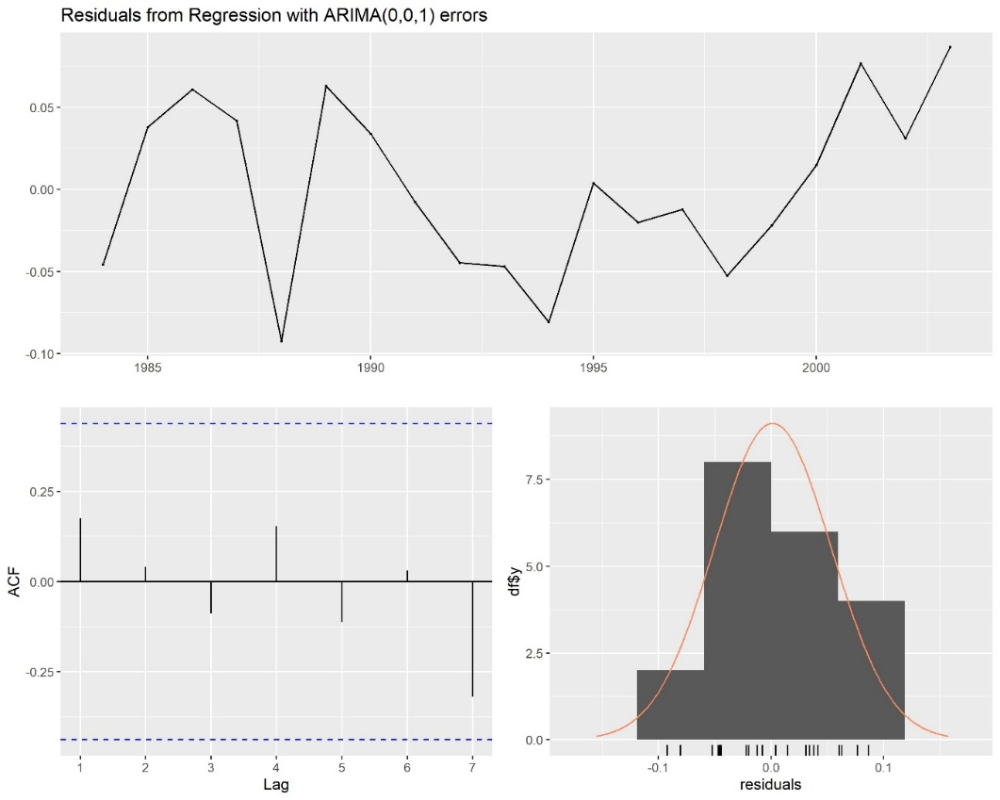 Residuals from Regression with ARIMA(0,0,1) errors
0.05
0.00
-0.05
-0.10
1985 1990 1995 2000
ACF
0.25
0.00
-0.25
1 2 3 4 5 6 7
Lag
df$y
7.5
5.0
2.5
0.0
-0.1 0.0 0.1
residuals